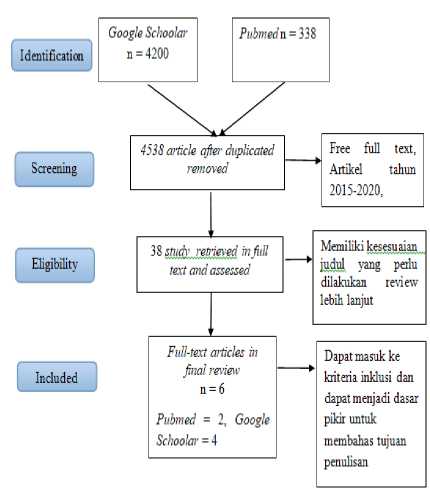 Google Schoolar
n = 4200
Pubmed n = 338
Identification
4538 article after duplicated
removed
Free full text,
Artikel tahun
2015-2020,
Screening
38 study retrieved in full
text and assessed
Memiliki kesesuaian
judul yang perlu
dilakukan review
lebih lanjut
Eligibility
Full-text articles in
final review
n = 6
Pubmed = 2, Google
Schoolar = 4
Dapat masuk ke
kriteria inklusi dan
dapat menjadi dasar
pikir untuk
membahas tujuan
penulisan
Included